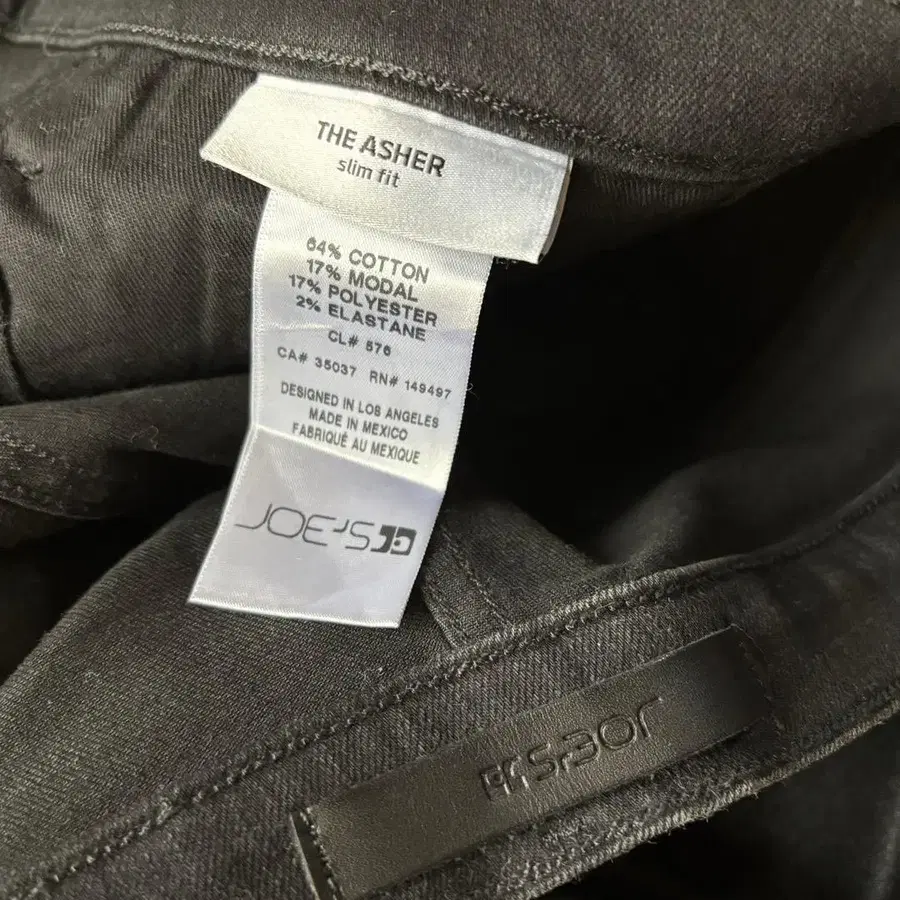 THE ASHER
slim fit
64% COTTON
17% MODAL
17% POLYESTER
2% ELASTANE
CL# 576
CA# 35037 RN# 149497
DESIGNED IN LOS ANGELES
MADE IN MEXICO
FABRIQUÉ AU MEXIQUE
JOE'S
JOE'S